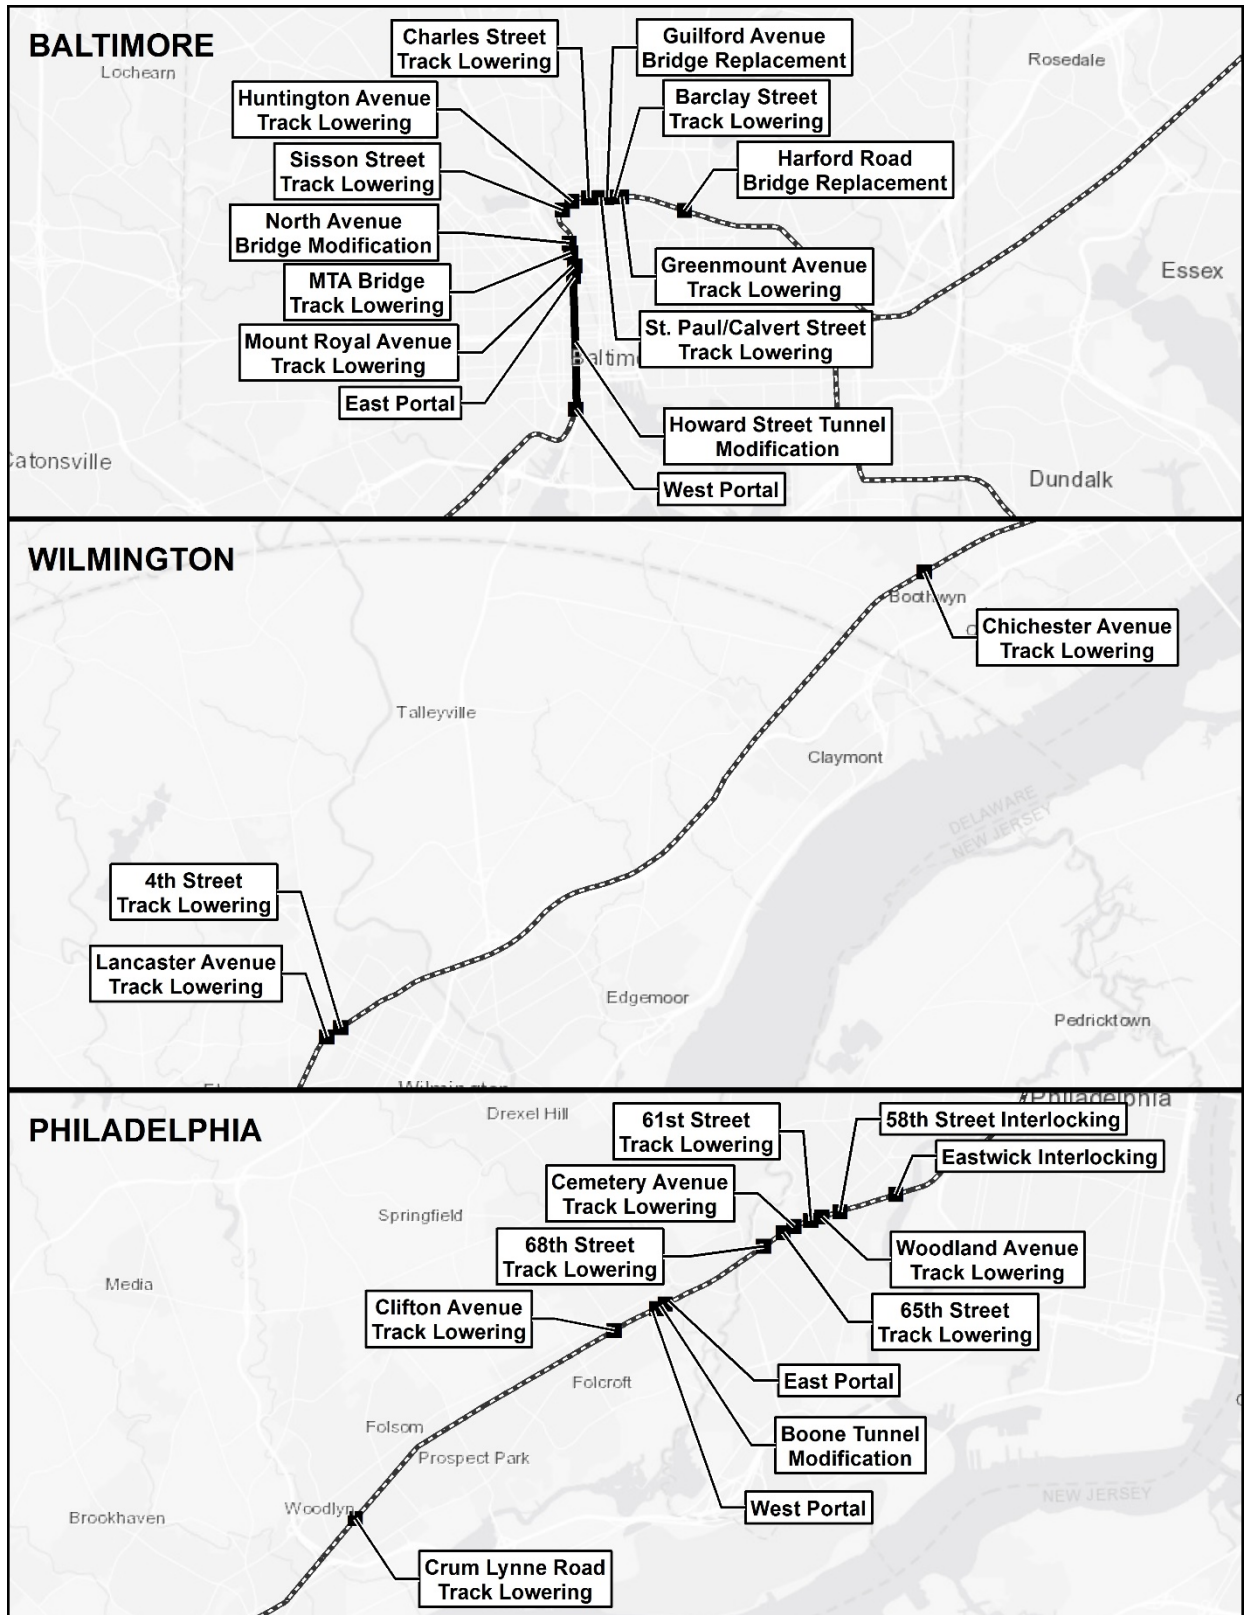 BALTIMORE
Lochearn
Charles Street
Track Lowering
Guilford Avenue
Bridge Replacement
Rosedale
Huntington Avenue
Track Lowering
Barclay Street
Track Lowering
Sisson Street
Track Lowering
Harford Road
Bridge Replacement
North Avenue
Bridge Modification
MTA Bridge
Track Lowering
Greenmount Avenue
Track Lowering
Essex
Mount Royal Avenue
Track Lowering
St. Paul/Calvert Street
Track Lowering
Baltim
East Portal
Howard Street Tunnel
Modification
Catonsville
West Portal
Dundalk
WILMINGTON
Boothwyn
Chichester Avenue
Track Lowering
Talleyville
Claymont
DELAWARE
NEW JERSEY
4th Street
Track Lowering
Lancaster Avenue
Track Lowering
Edgemoor
Pedricktown
Wilmington
PHILADELPHIA
Philadelphia
Drexel Hill
61st Street
Track Lowering
58th Street Interlocking
Eastwick Interlocking
Cemetery Avenue
Track Lowering
Springfield
68th Street
Track Lowering
Woodland Avenue
Track Lowering
Media
Clifton Avenue
Track Lowering
65th Street
Track Lowering
Folcroft
East Portal
Folsom
Prospect Park
Boone Tunnel
Modification
Woodlyn
Brookhaven
West Portal
NEW JERSEY
Crum Lynne Road
Track Lowering